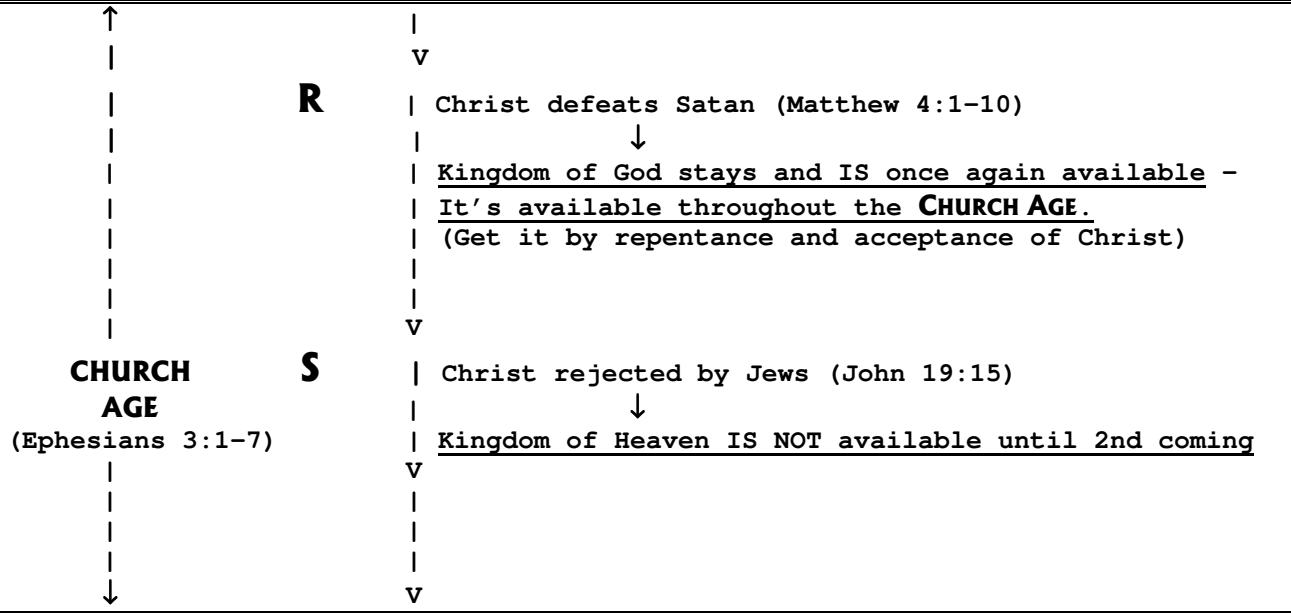 ↑ |
| V
| R | Christ defeats Satan (Matthew 4:1-10)
| | ↓
| | Kingdom of God stays and IS once again available –
| | It's available throughout the CHURCH AGE.
| | (Get it by repentance and acceptance of Christ)
| |
| |
| V
CHURCH S | Christ rejected by Jews (John 19:15)
AGE | ↓
(Ephesians 3:1-7) | Kingdom of Heaven IS NOT available until 2nd coming
| V
| |
| |
| |
↓ V